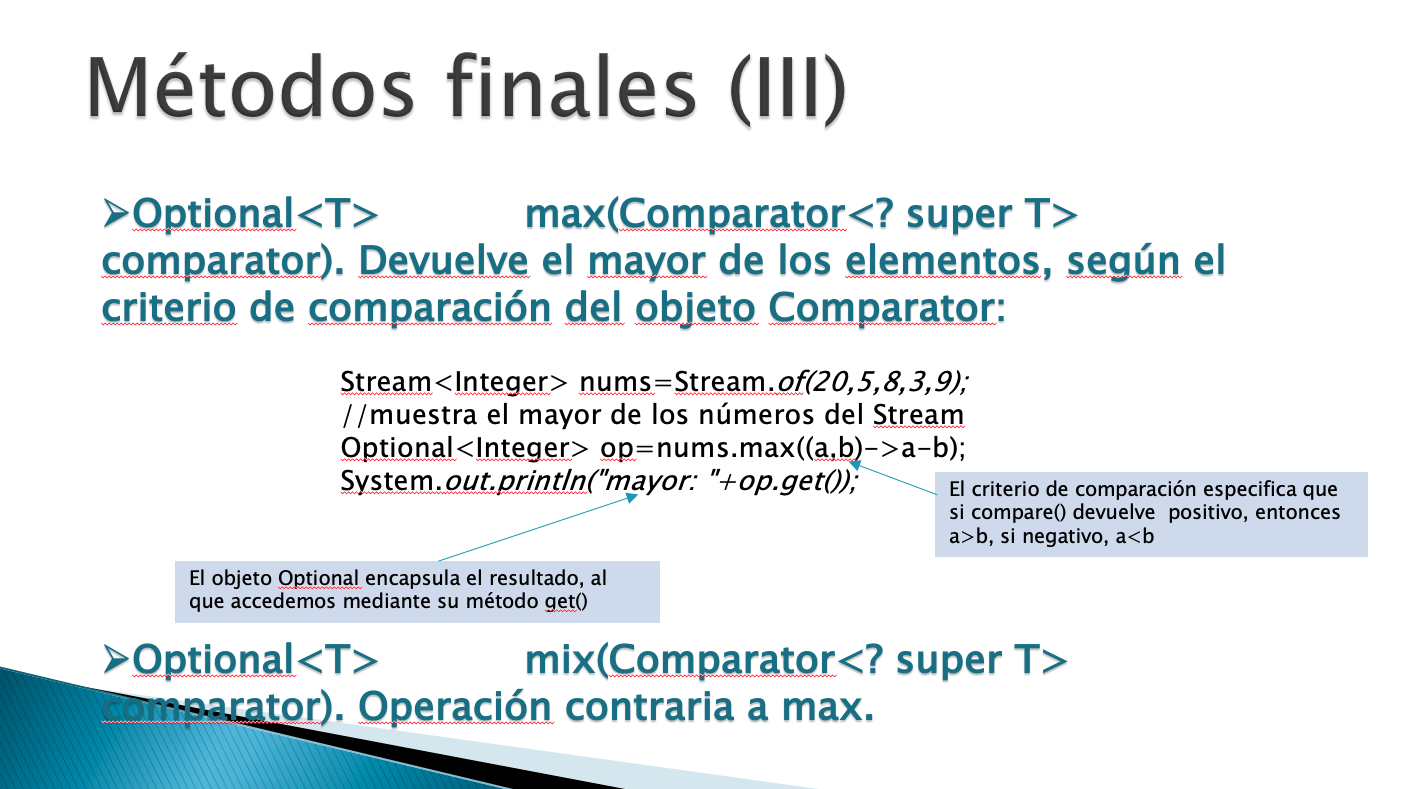 Métodos finales (III)
➢Optional<T> max(Comparator<? super T>
comparator). Devuelve el mayor de los elementos, según el
criterio de comparación del objeto Comparator:
Stream<Integer> nums=Stream.of(20,5,8,3,9);
//muestra el mayor de los números del Stream
Optional<Integer> op=nums.max((a,b)->a-b);
System.out.println("mayor: "+op.get());
El criterio de comparación especifica que
si compare() devuelve positivo, entonces
a>b, si negativo, a<b
El objeto Optional encapsula el resultado, al
que accedemos mediante su método get()
➢Optional<T> mix(Comparator<? super T>
comparator). Operación contraria a max.